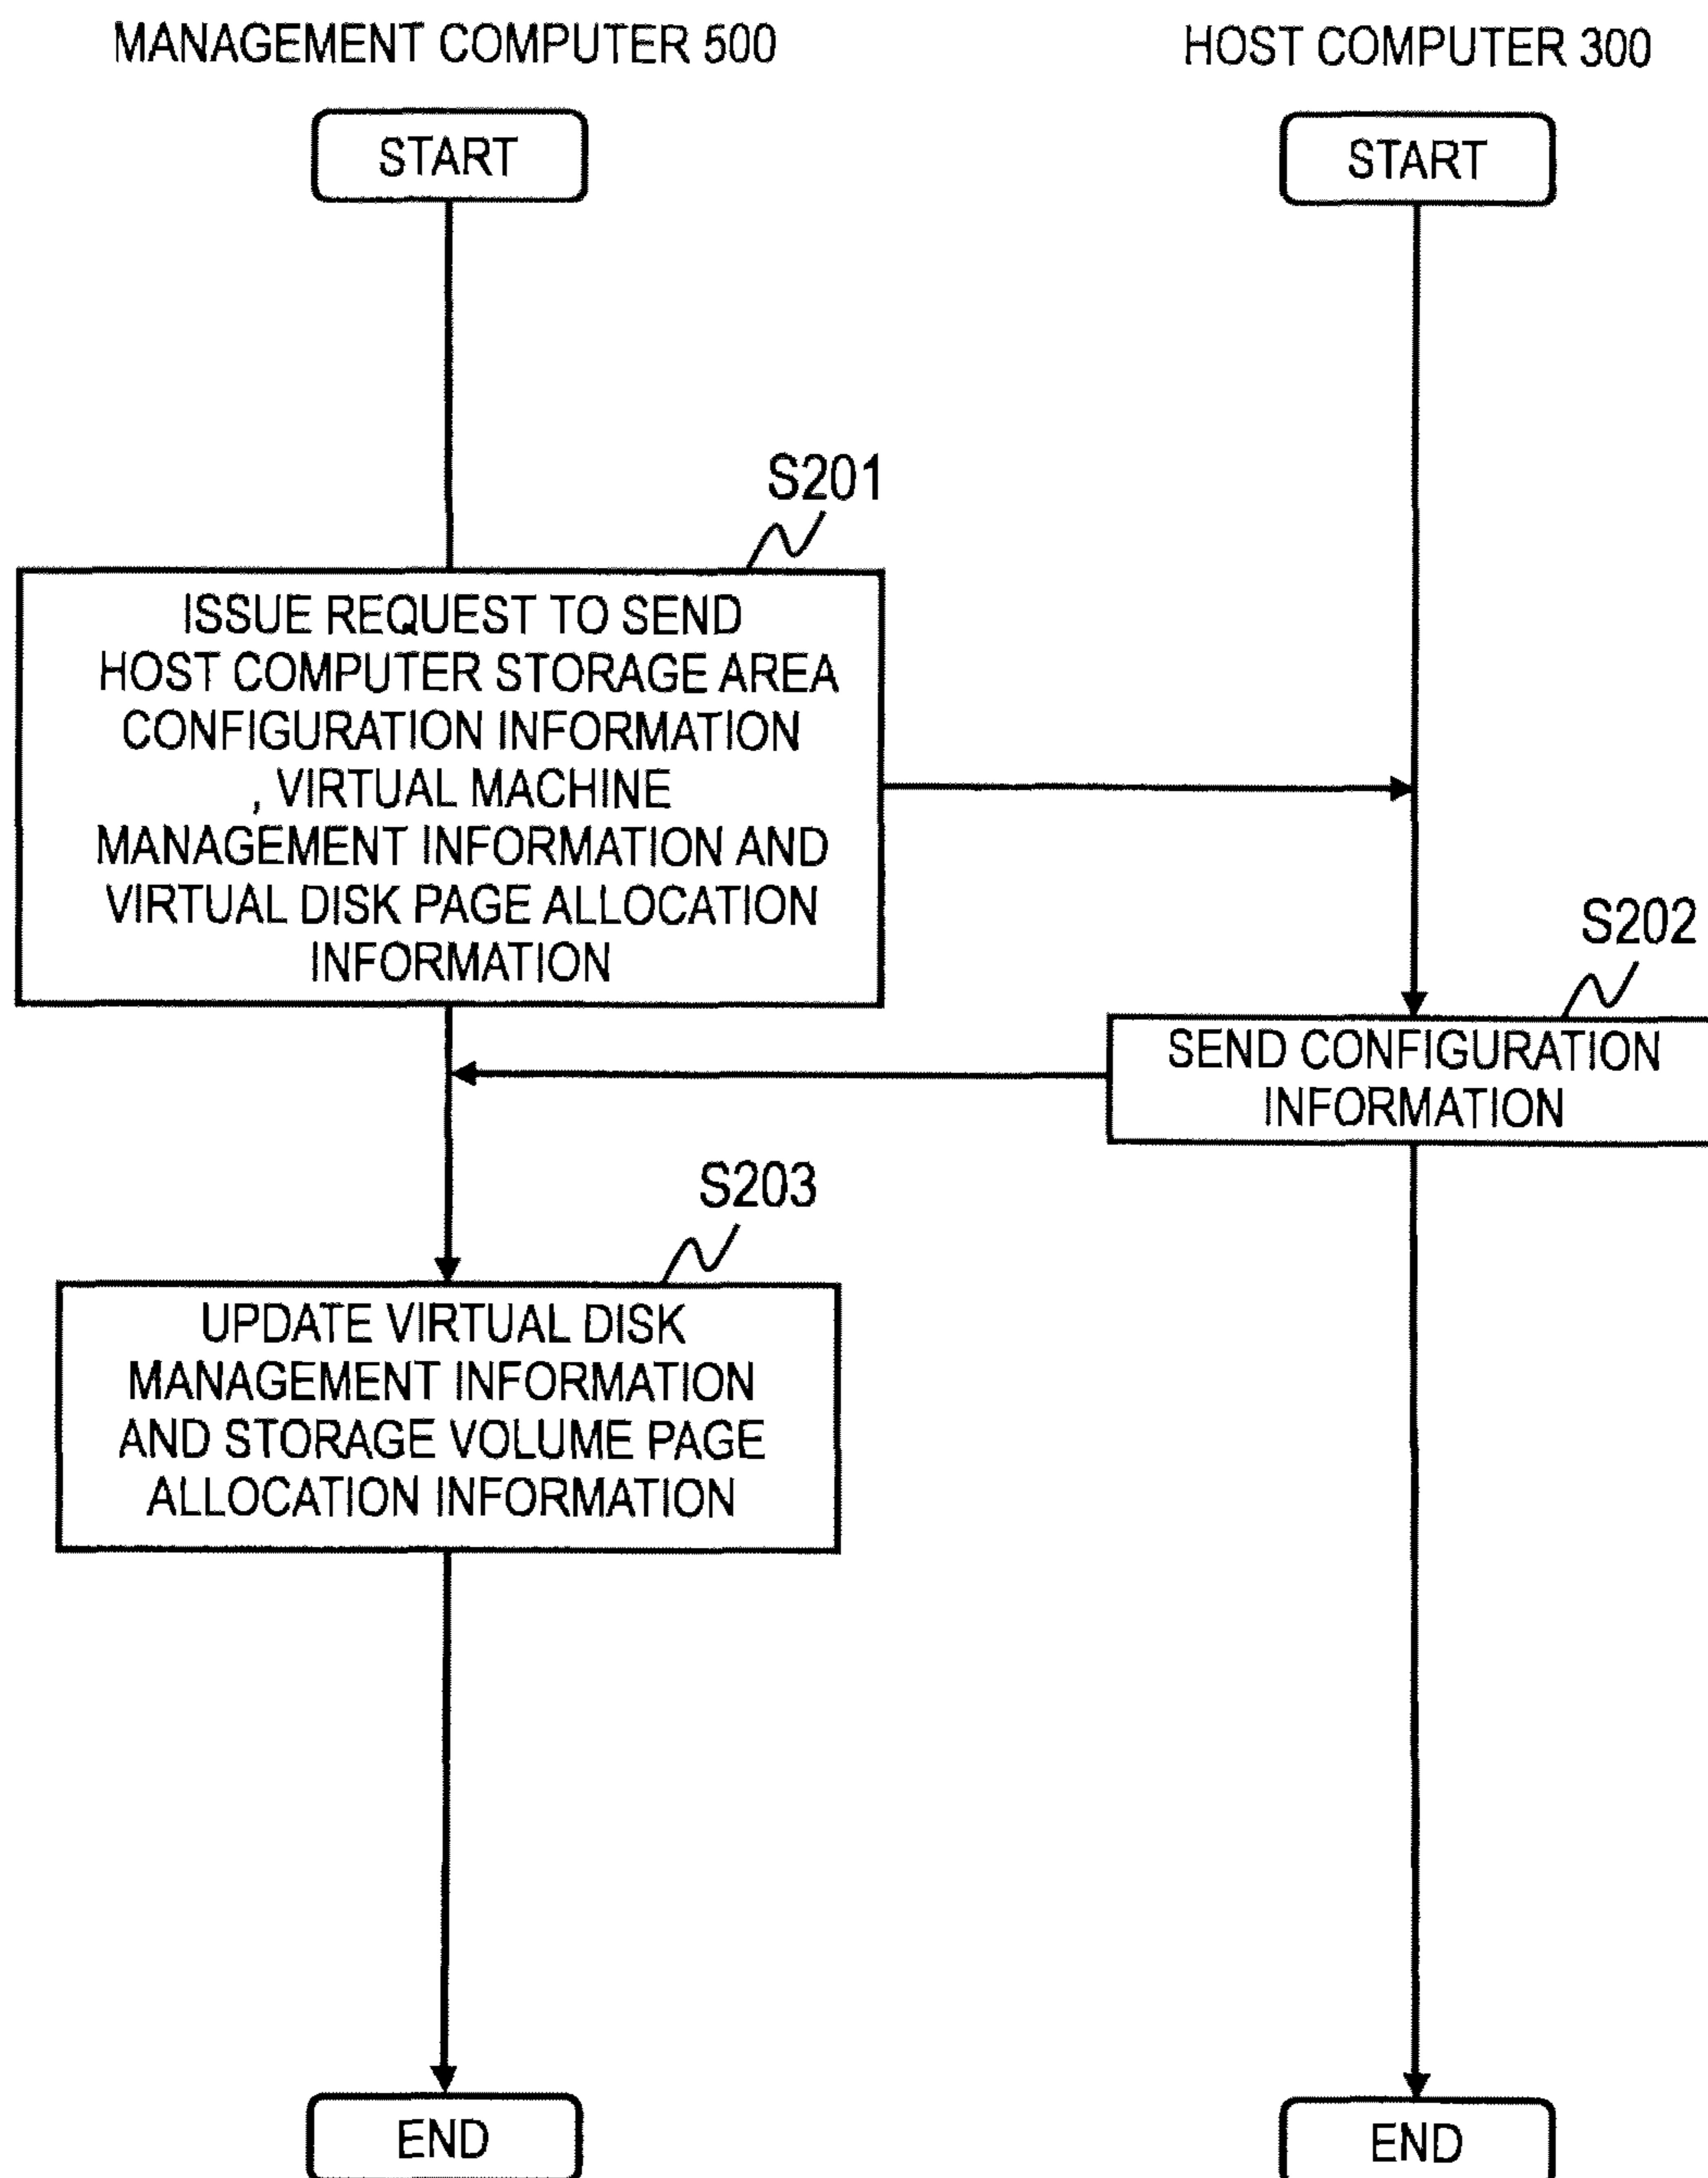 MANAGEMENT COMPUTER 500
HOST COMPUTER 300
START
START
S201
ISSUE REQUEST TO SEND
HOST COMPUTER STORAGE AREA
CONFIGURATION INFORMATION
, VIRTUAL MACHINE
MANAGEMENT INFORMATION AND
VIRTUAL DISK PAGE ALLOCATION
INFORMATION
S202
SEND CONFIGURATION
INFORMATION
S203
UPDATE VIRTUAL DISK
MANAGEMENT INFORMATION
AND STORAGE VOLUME PAGE
ALLOCATION INFORMATION
END
END